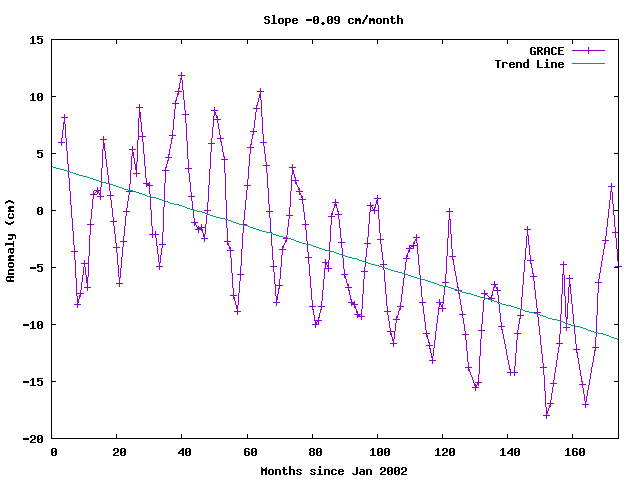 Slope -0.09 cm/month
GRACE
Trend Line
15
10
5
0
-5
-10
-15
-20
Anomaly (cm)
0 20 40 60 80 100 120 140 160
Months since Jan 2002